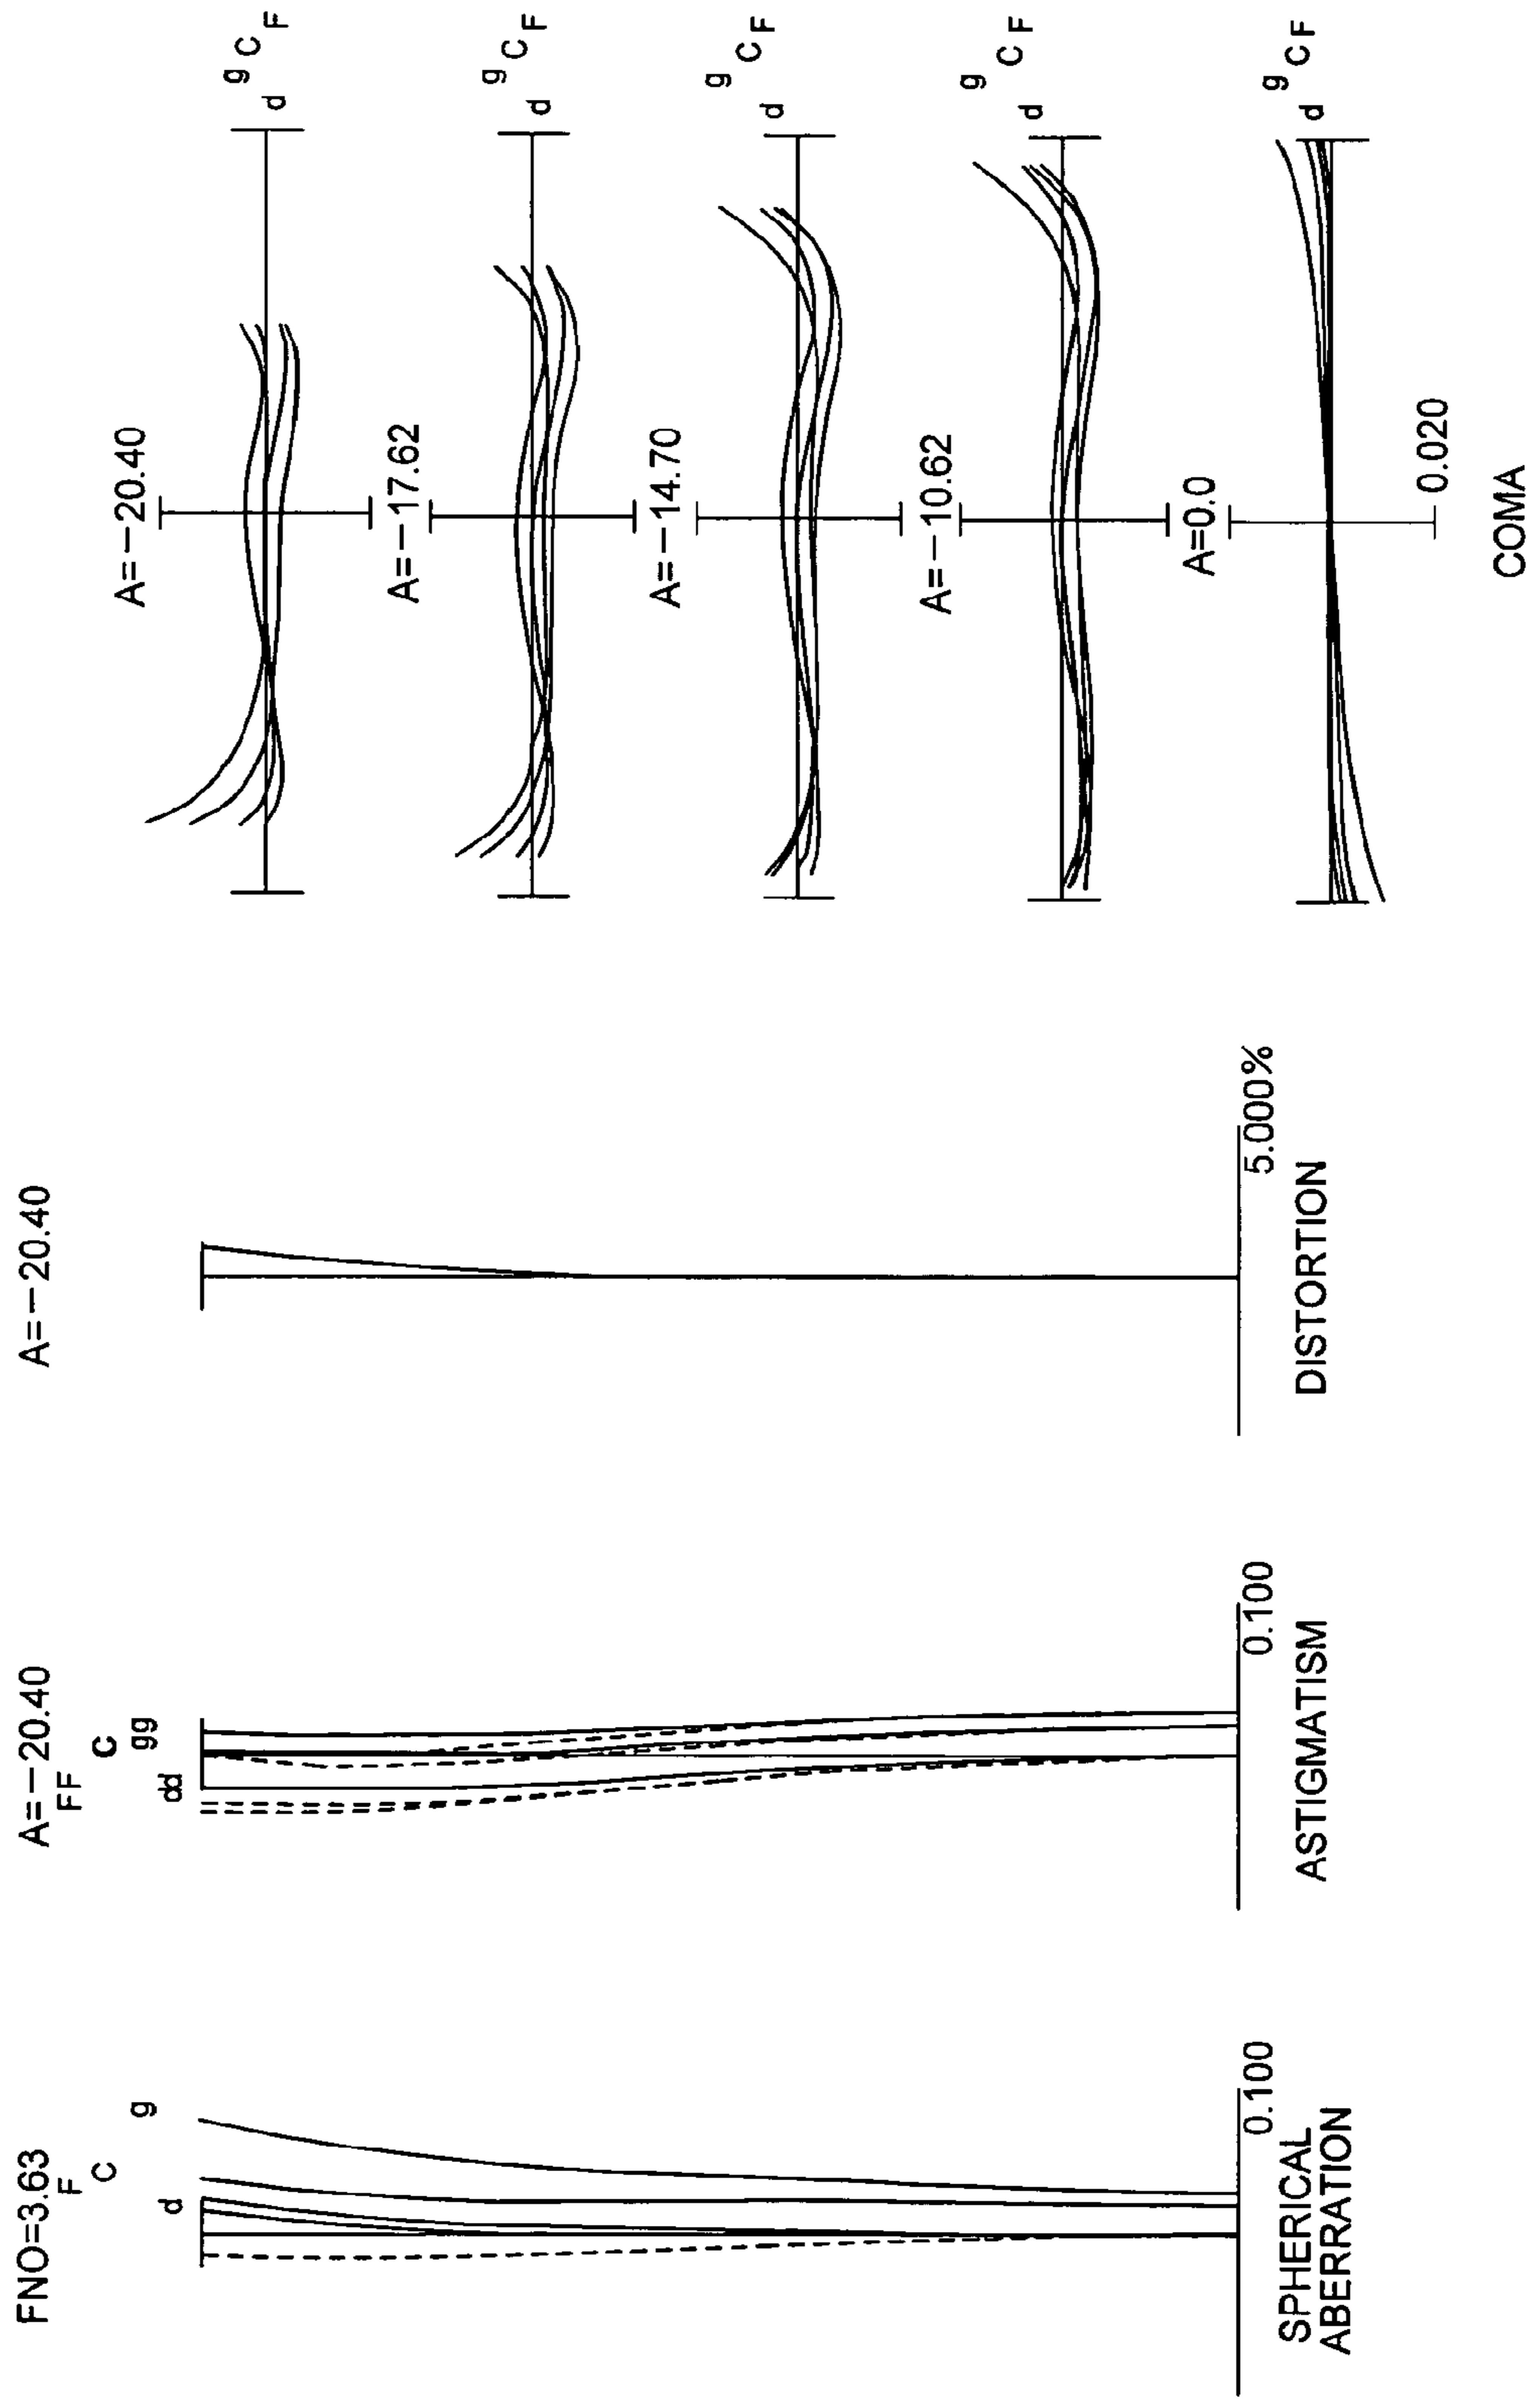 FNO=3.63
F
C
d
g
0.100
SPHERICAL
ABERRATION
A=−20.40
FF
C
dd
gg
0.100
ASTIGMATISM
A=−20.40
5.000%
DISTORTION
A=−20.40
g
C
F
d
A=−17.62
g
C
F
d
A=−14.70
g
C
F
d
A=−10.62
g
C
F
d
A=0.0
g
C
F
d
0.020
COMA